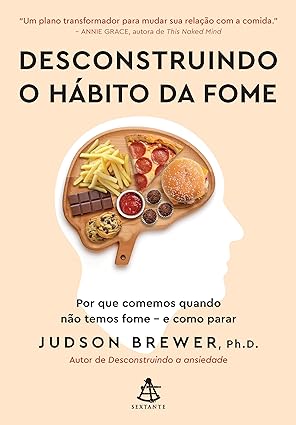 "Um plano transformador para mudar sua relação com a comida."
– ANNIE GRACE, autora de This Naked Mind
DESCONSTRUINDO
O HÁBITO DA FOME
Por que comemos quando
não temos fome – e como parar
JUDSON BREWER, Ph.D.
Autor de Desconstruindo a ansiedade
SEXTANTE